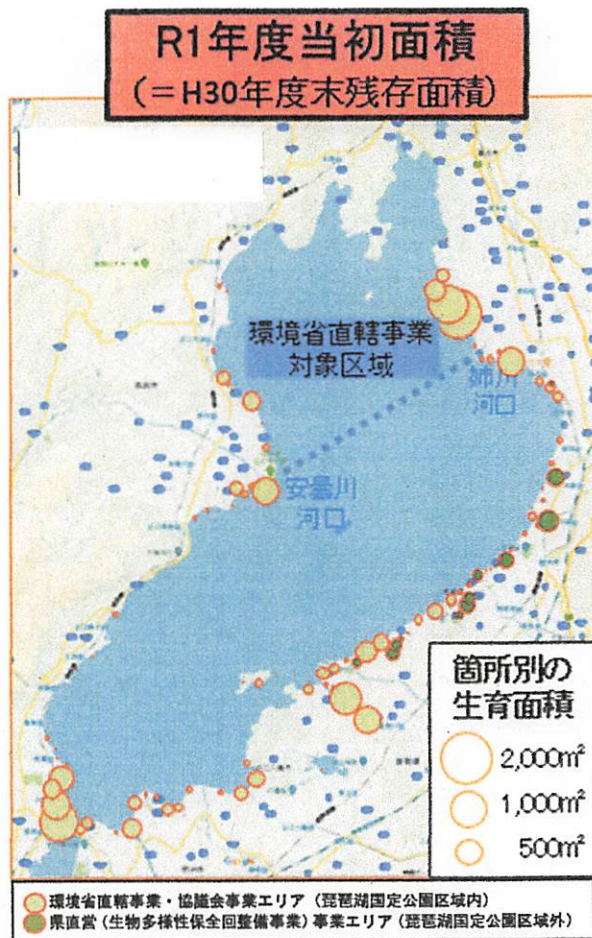 R1年度当初面積
(=H30年度末残存面積)
環境省直轄事業
対象区域
姉川
河口
安曇川
河口
箇所別の
生育面積
2,000㎡
1,000㎡
500㎡
環境省直轄事業・協議会事業エリア (琵琶湖国定公園区域内)
県直営 (生物多様性保全回整備事業) 事業エリア (琵琶湖国定公園区域外)